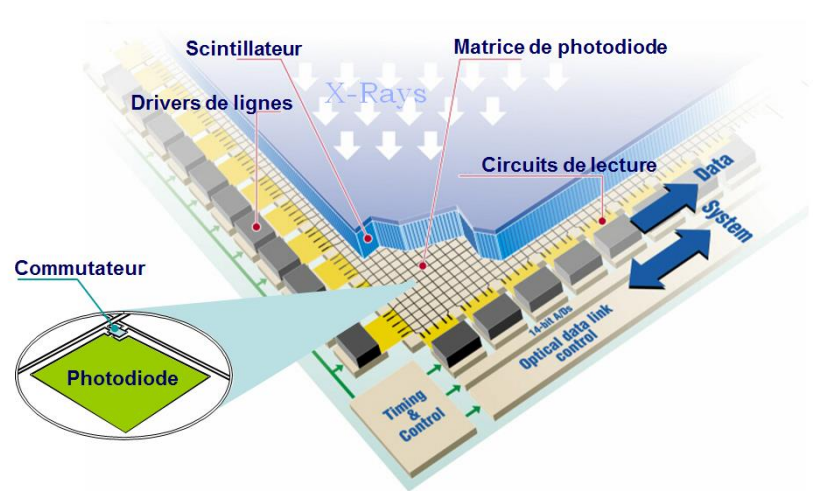 Scintillateur
Matrice de photodiode
X-Rays
Drivers de lignes
Circuits de lecture
Data
System
Commutateur
Photodiode
14-bit A/Ds
Optical data link
control
Timing
&
Control